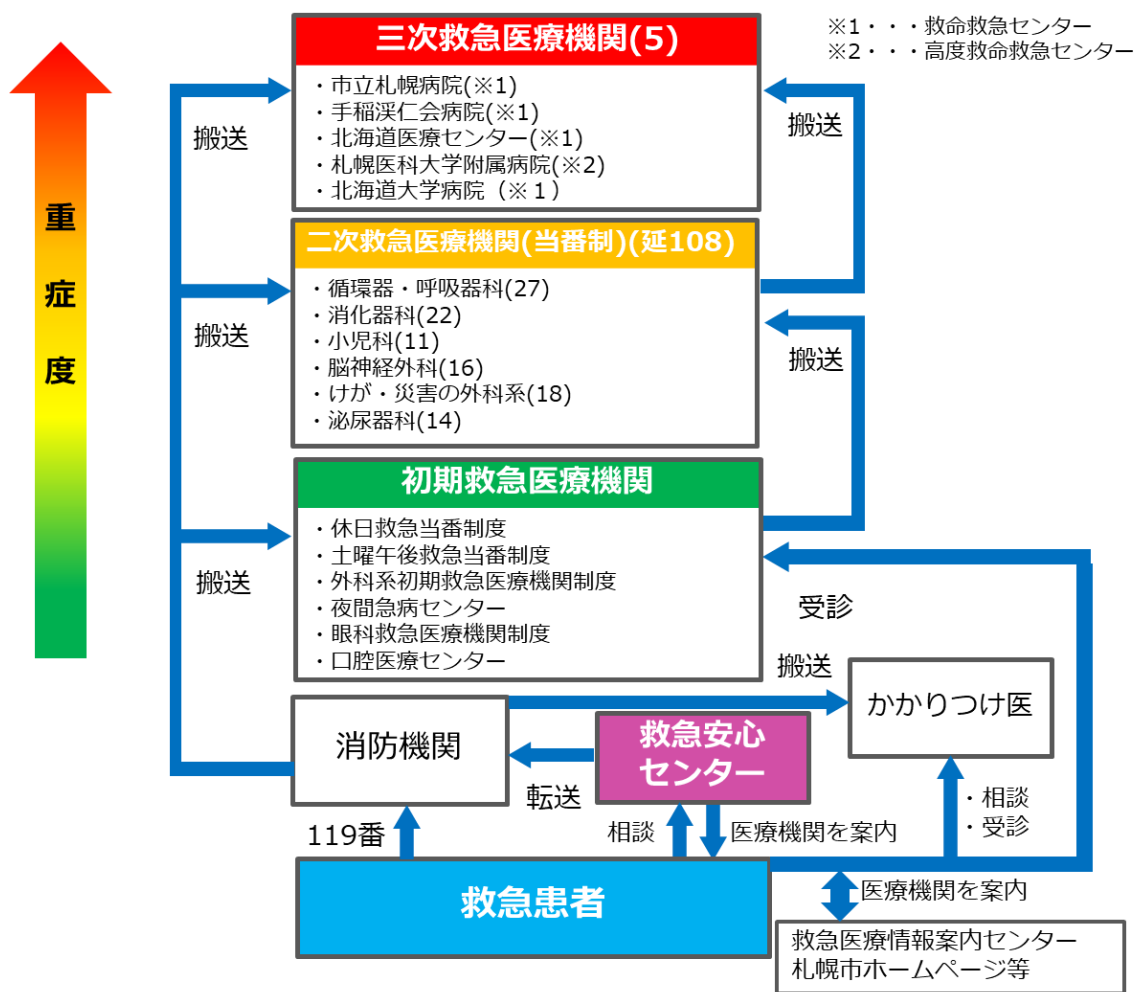 ※1・・・救命救急センター
※2・・・高度救命救急センター
三次救急医療機関(5)
・市立札幌病院(※1)
・手稲渓仁会病院(※1)
・北海道医療センター(※1)
・札幌医科大学附属病院(※2)
・北海道大学病院（※１）
搬送
搬送
重症度
二次救急医療機関(当番制)(延108)
・循環器・呼吸器科(27)
・消化器科(22)
・小児科(11)
・脳神経外科(16)
・けが・災害の外科系(18)
・泌尿器科(14)
搬送
搬送
初期救急医療機関
・休日救急当番制度
・土曜午後救急当番制度
・外科系初期救急医療機関制度
・夜間急病センター
・眼科救急医療機関制度
・口腔医療センター
搬送
受診
搬送
消防機関
救急安心
センター
かかりつけ医
転送
119番
相談
医療機関を案内
・相談
・受診
救急患者
医療機関を案内
救急医療情報案内センター
札幌市ホームページ等